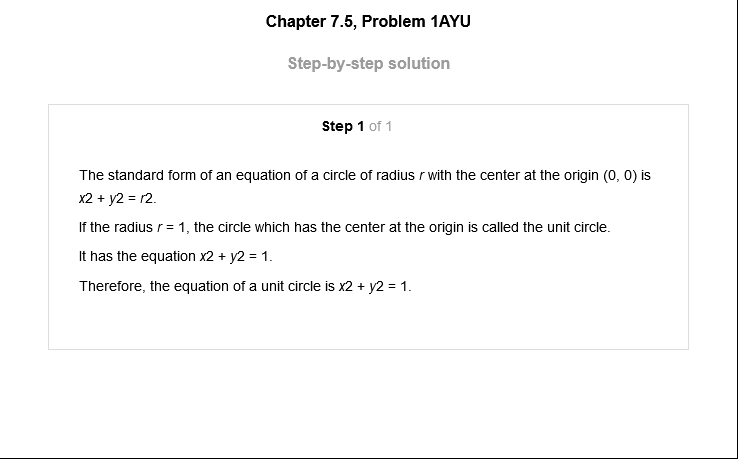 Chapter 7.5, Problem 1AYU
Step-by-step solution
Step 1 of 1
The standard form of an equation of a circle of radius r with the center at the origin (0, 0) is
x2 + y2 = r2.
If the radius r = 1, the circle which has the center at the origin is called the unit circle.
It has the equation x2 + y2 = 1.
Therefore, the equation of a unit circle is x2 + y2 = 1.